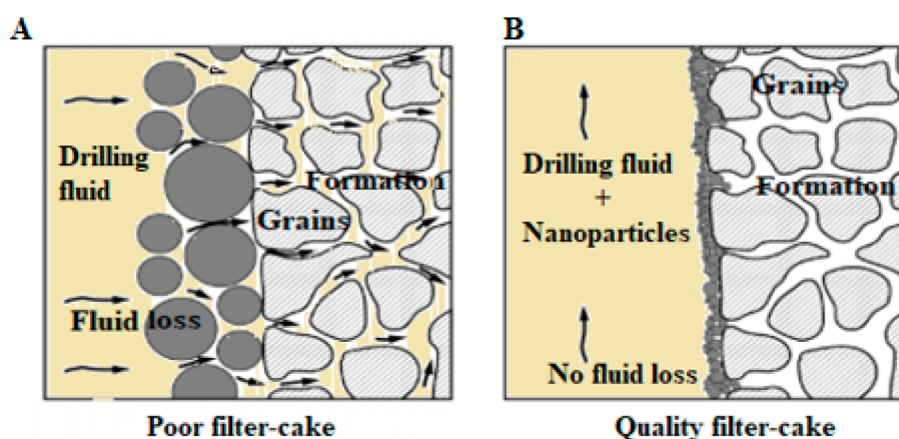 A
Drilling
fluid
Formation
Grains
Fluid loss
Poor filter-cake
B
Grains
Drilling fluid
+
Nanoparticles
Formation
No fluid loss
Quality filter-cake